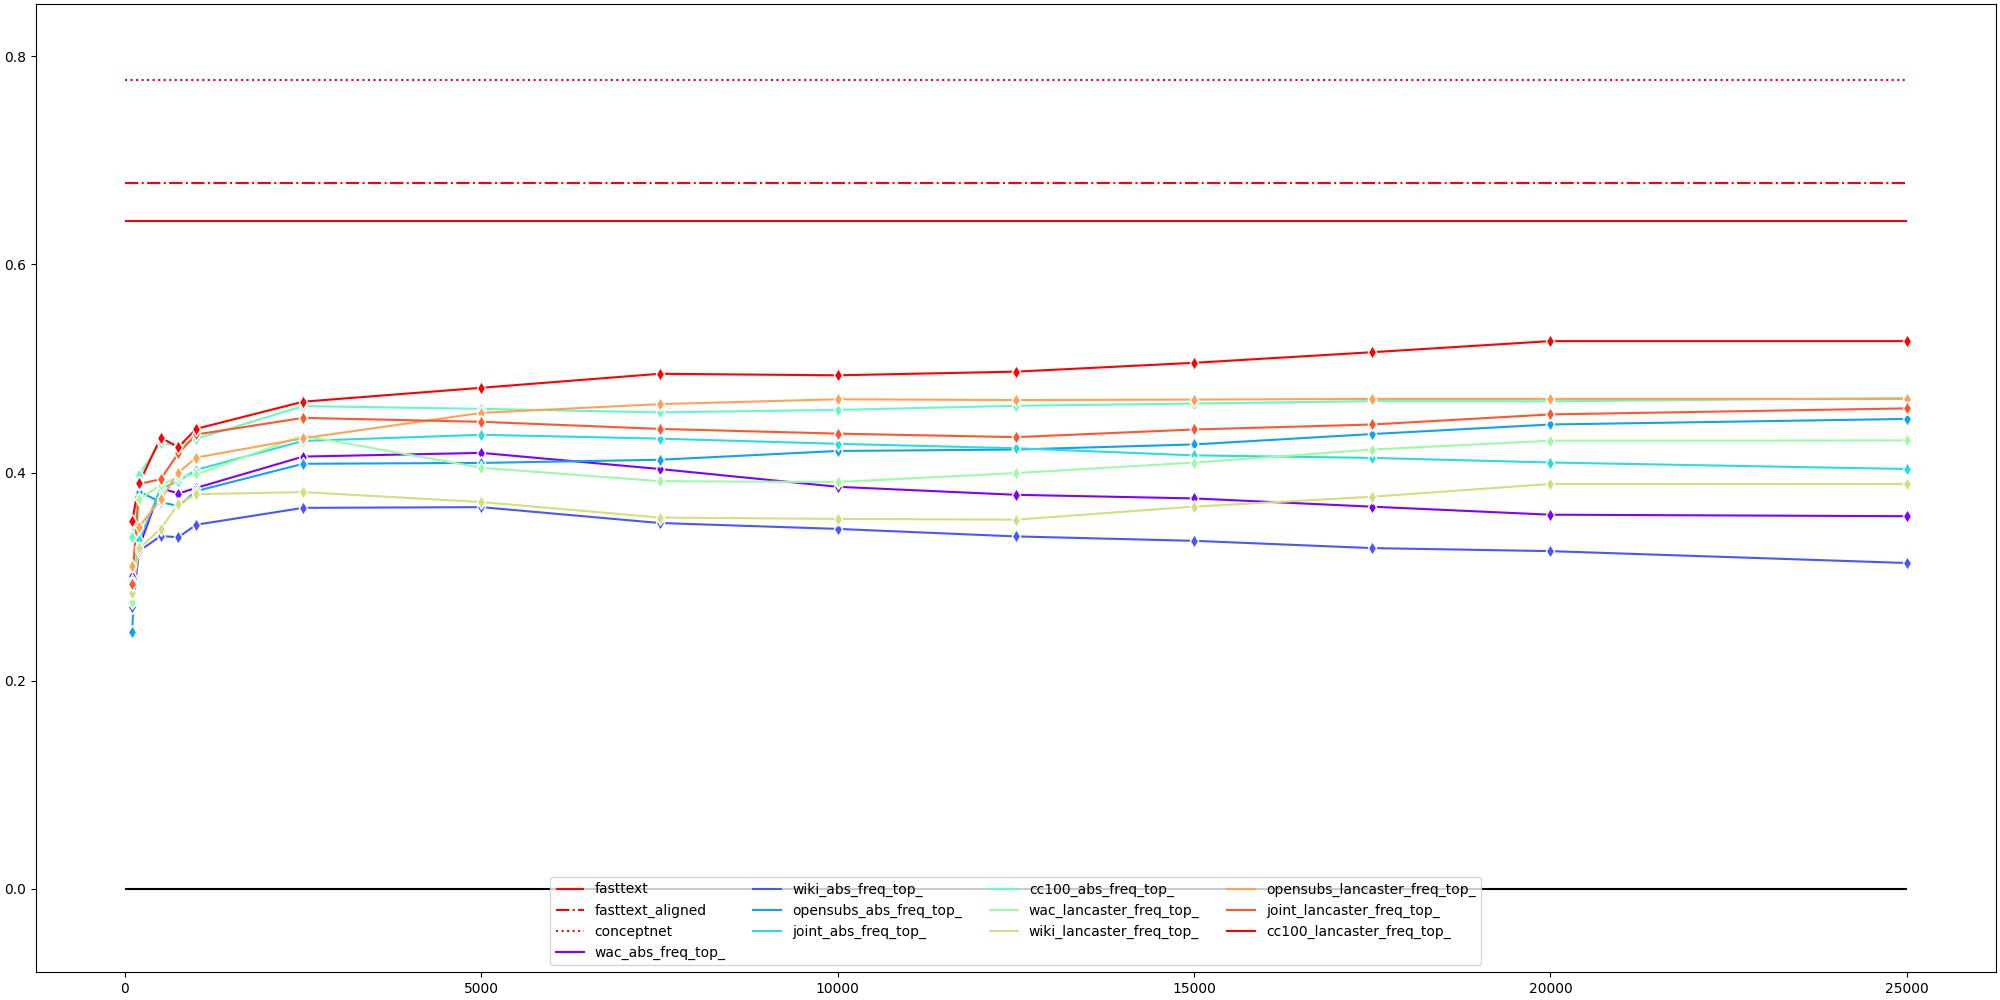 0.8
0.6
0.4
0.2
0.0
fasttext
fasttext_aligned
conceptnet
wac_abs_freq_top_
wiki_abs_freq_top_
opensubs_abs_freq_top_
joint_abs_freq_top_
cc100_abs_freq_top_
wac_lancaster_freq_top_
wiki_lancaster_freq_top_
opensubs_lancaster_freq_top_
joint_lancaster_freq_top_
cc100_lancaster_freq_top_
0 5000 10000 15000 20000 25000